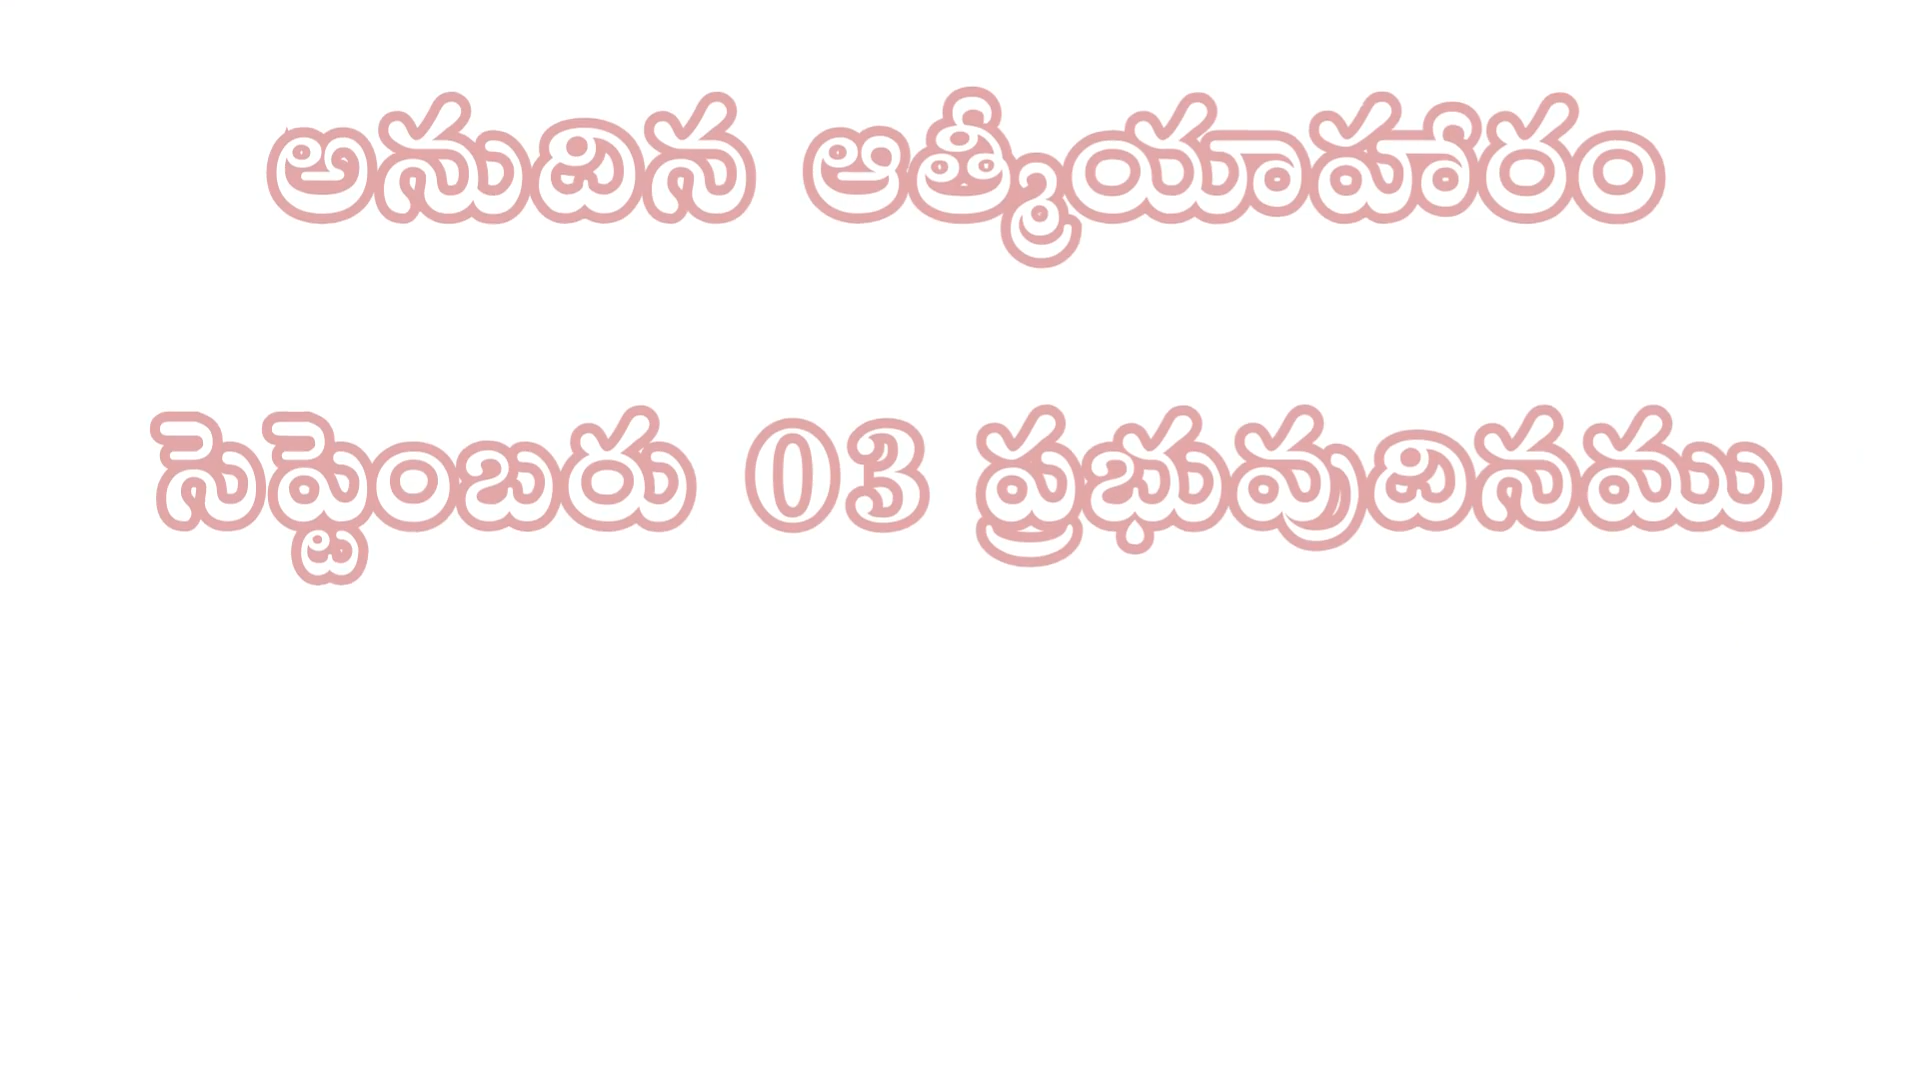 అనుదిన ఆత్మీయాహారం
సెప్టెంబరు 03 ప్రభువుదినము